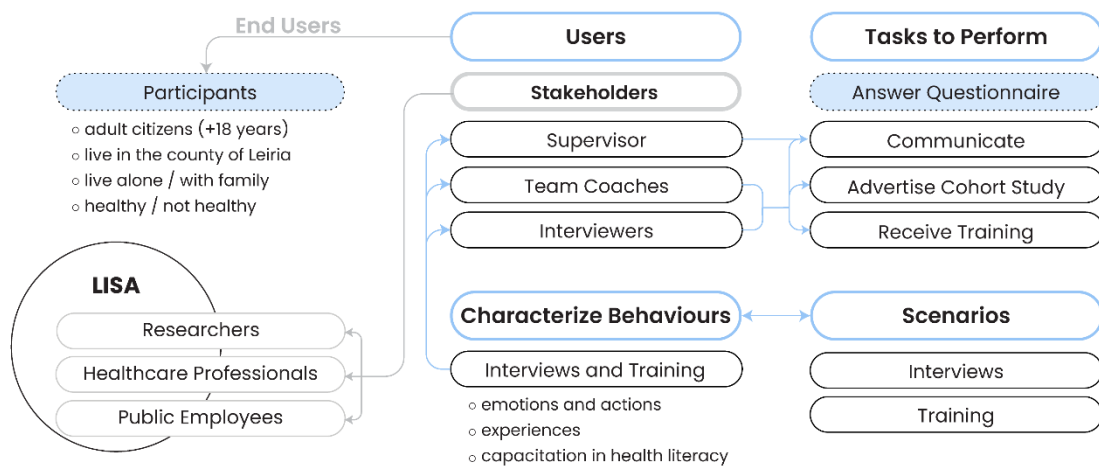 End Users
Users
Tasks to Perform
Participants
Stakeholders
Answer Questionnaire
○ adult citizens (+18 years)
○ live in the county of Leiria
○ live alone / with family
○ healthy / not healthy
Supervisor
Communicate
Team Coaches
Advertise Cohort Study
Interviewers
Receive Training
LISA
Researchers
Healthcare Professionals
Public Employees
Characterize Behaviours
Scenarios
Interviews and Training
Interviews
○ emotions and actions
○ experiences
○ capacitation in health literacy
Training